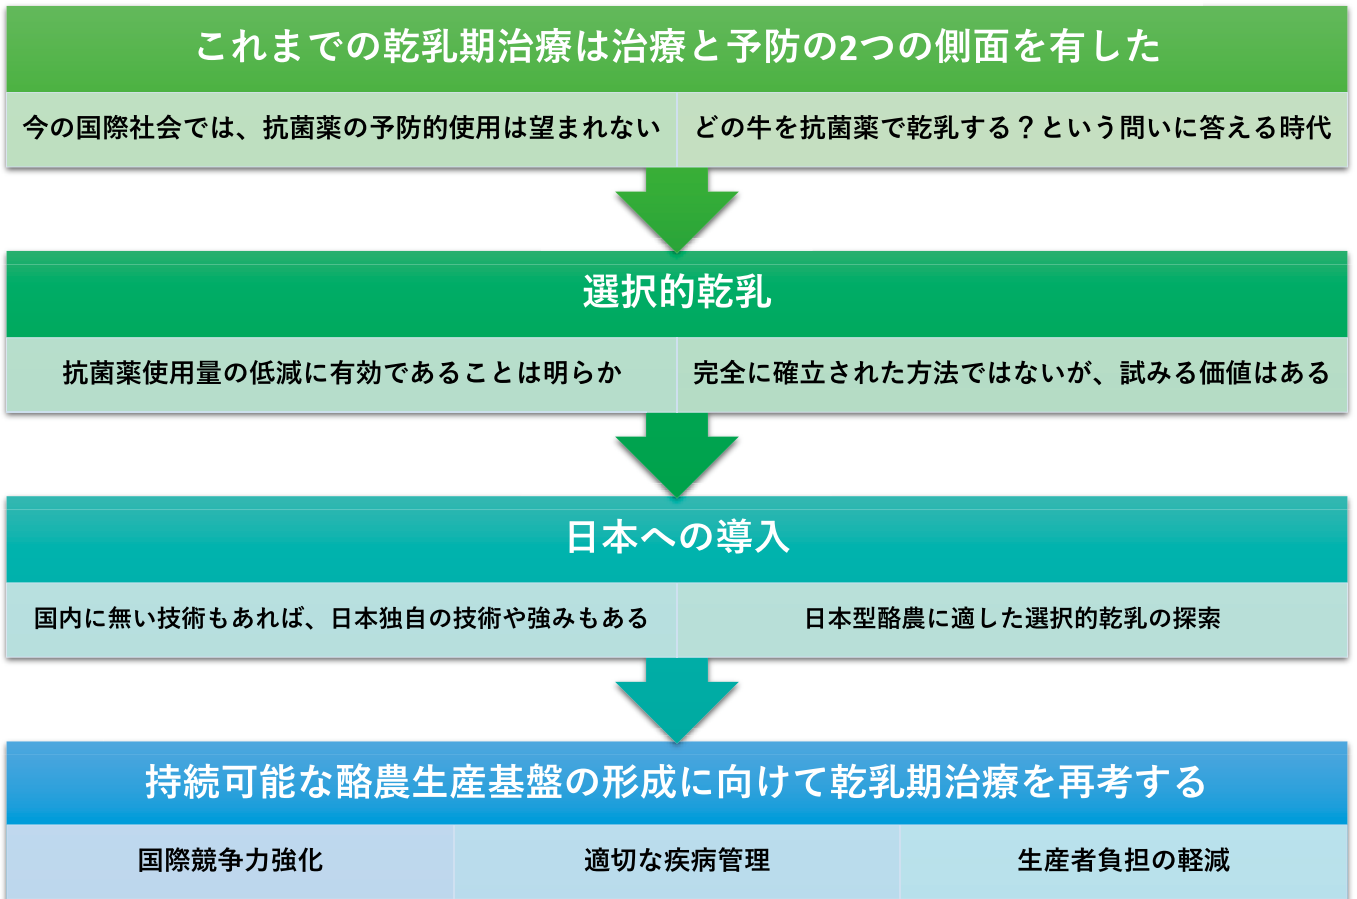 これまでの乾乳期治療は治療と予防の2つの側面を有した
今の国際社会では、抗菌薬の予防的使用は望まれない
どの牛を抗菌薬で乾乳する？という問いに答える時代
選択的乾乳
抗菌薬使用量の低減に有効であることは明らか
完全に確立された方法ではないが、試みる価値はある
日本への導入
国内に無い技術もあれば、日本独自の技術や強みもある
日本型酪農に適した選択的乾乳の探索
持続可能な酪農生産基盤の形成に向けて乾乳期治療を再考する
国際競争力強化
適切な疾病管理
生産者負担の軽減